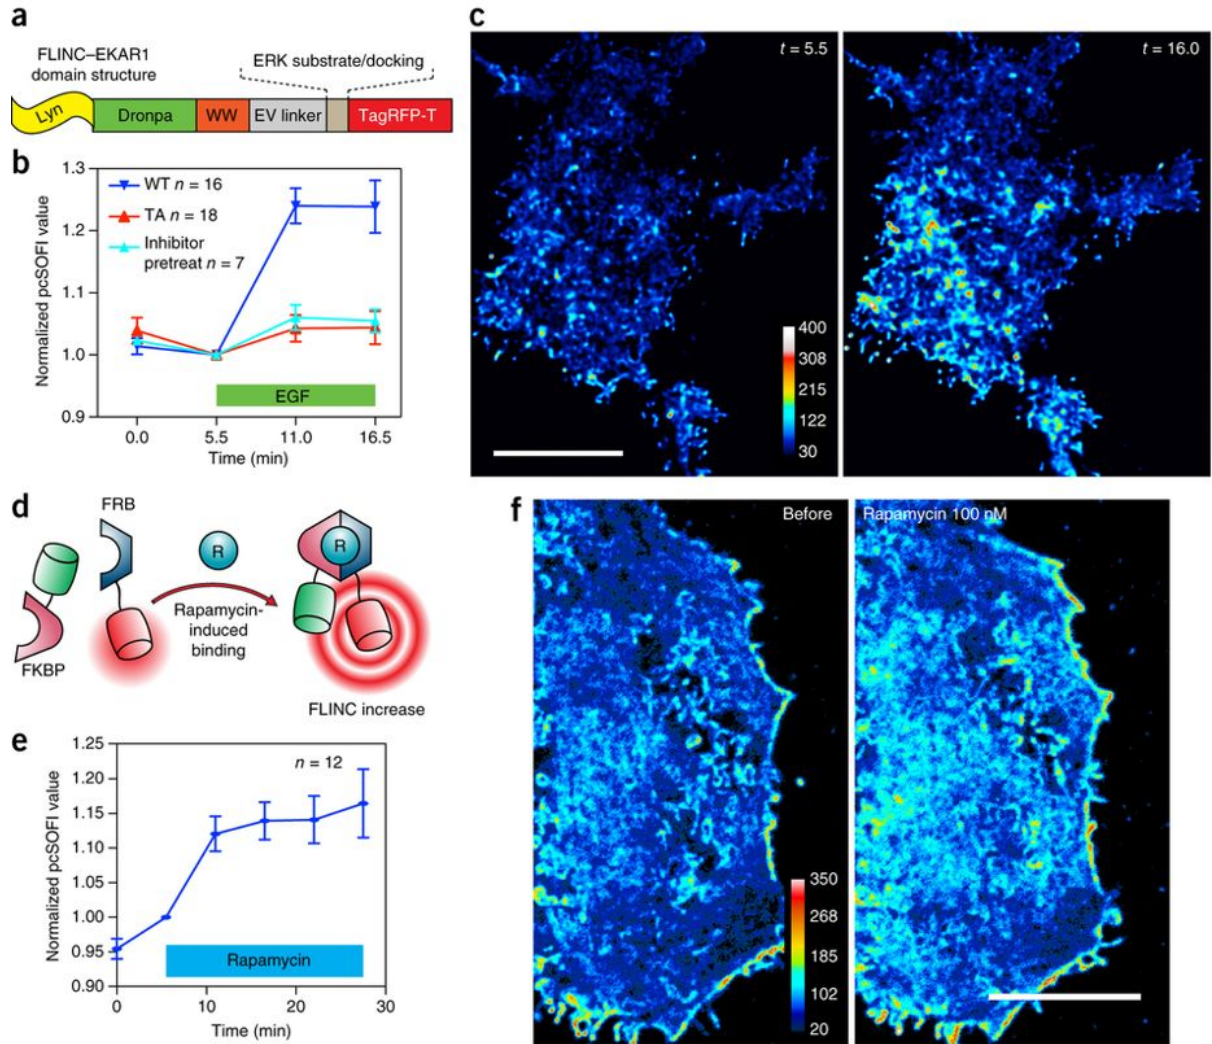 a
FLINC–EKAR1
domain structure
ERK substrate/docking
Lyn
Dronpa
WW
EV linker
TagRFP-T
b
Normalized pcSOFI value
1.3
1.2
1.1
1.0
0.9
WT n = 16
TA n = 18
Inhibitor
pretreat n = 7
EGF
0.0 5.5 11.0 16.5
Time (min)
c
t = 5.5
t = 16.0
400
308
215
122
30
d
FRB
R
R
Rapamycin-
induced
binding
FKBP
FLINC increase
e
Normalized pcSOFI value
1.25
1.20
1.15
1.10
1.05
1.00
0.95
0.90
n = 12
Rapamycin
0 10 20 30
Time (min)
f
Before
Rapamycin 100 nM
350
268
185
102
20